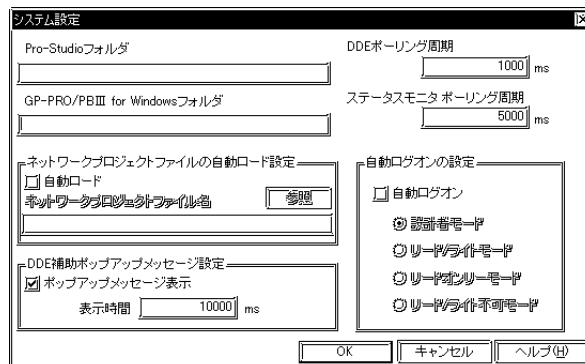 システム設定
Pro-Studioフォルダ
DDEポーリング周期
1000 ms
GP-PRO/PBⅢ for Windowsフォルダ
ステータスモニタ ポーリング周期
5000 ms
ネットワークプロジェクトファイルの自動ロード設定
自動ロード
ネットワークプロジェクトファイル名
参照
自動ログオンの設定
自動ログオン
設計者モード
リード/ライトモード
リードオンリーモード
リード/ライト不可モード
DDE補助ポップアップメッセージ設定
ポップアップメッセージ表示
表示時間 10000 ms
OK
キャンセル
ヘルプ(H)